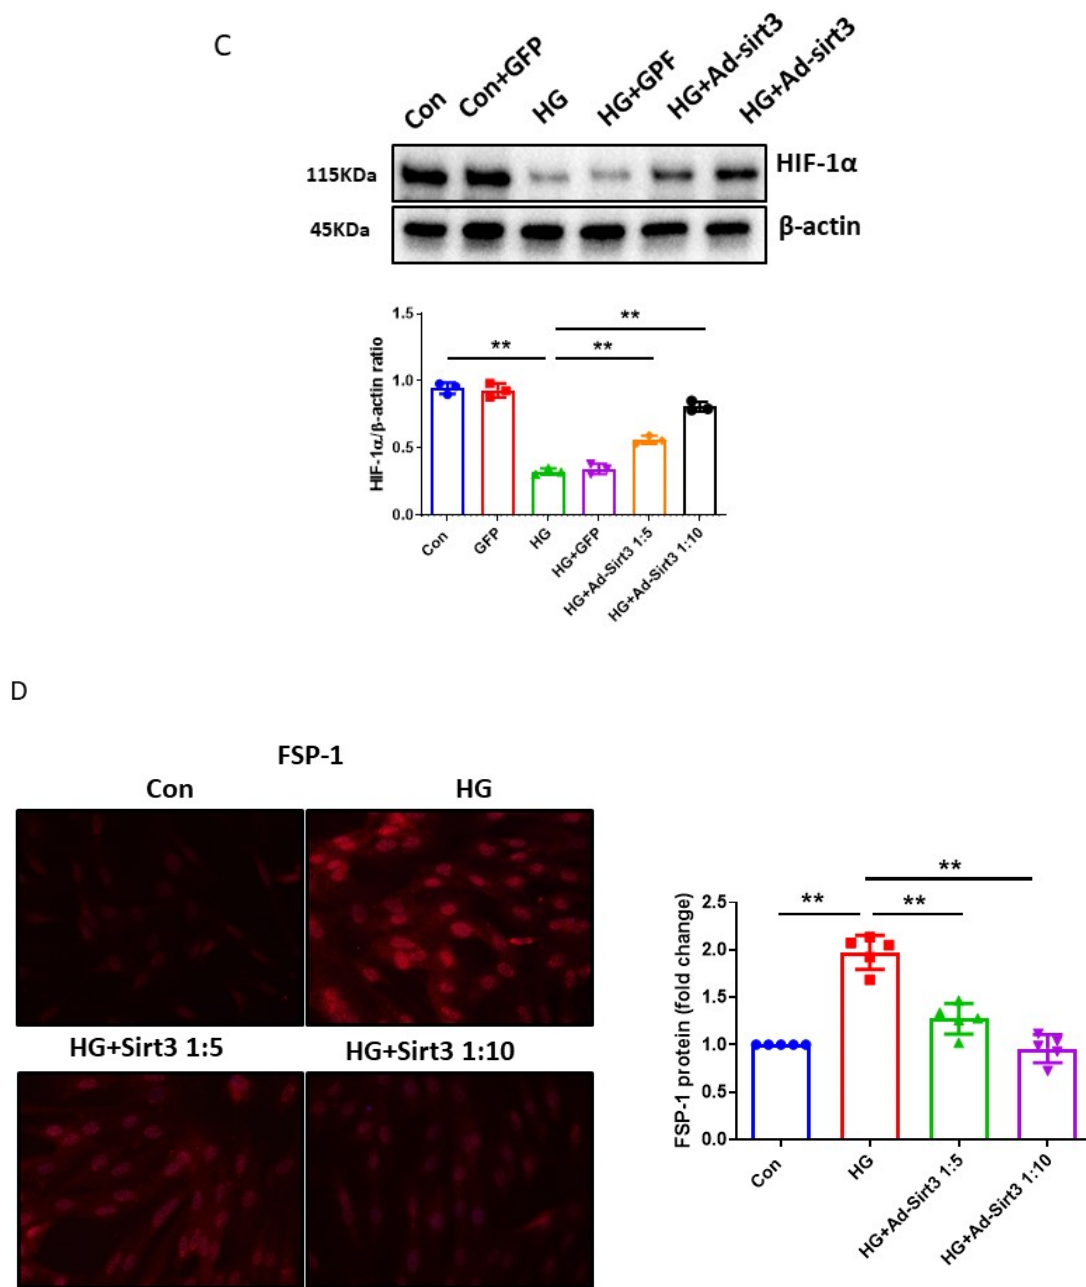 C
Con
Con+GFP
HG
HG+GPF
HG+Ad-sirt3
HG+Ad-sirt3
115KDa
HIF-1α
45KDa
β-actin
HIF-1α/β-actin ratio
1.5
1.0
0.5
0.0
**
**
**
Con
GFP
HG
HG+GFP
HG+Ad-Sirt3 1:5
HG+Ad-Sirt3 1:10
D
FSP-1
Con
HG
HG+Sirt3 1:5
HG+Sirt3 1:10
FSP-1 protein (fold change)
2.5
2.0
1.5
1.0
0.5
0.0
**
**
**
Con
HG
HG+Ad-Sirt3 1:5
HG+Ad-Sirt3 1:10